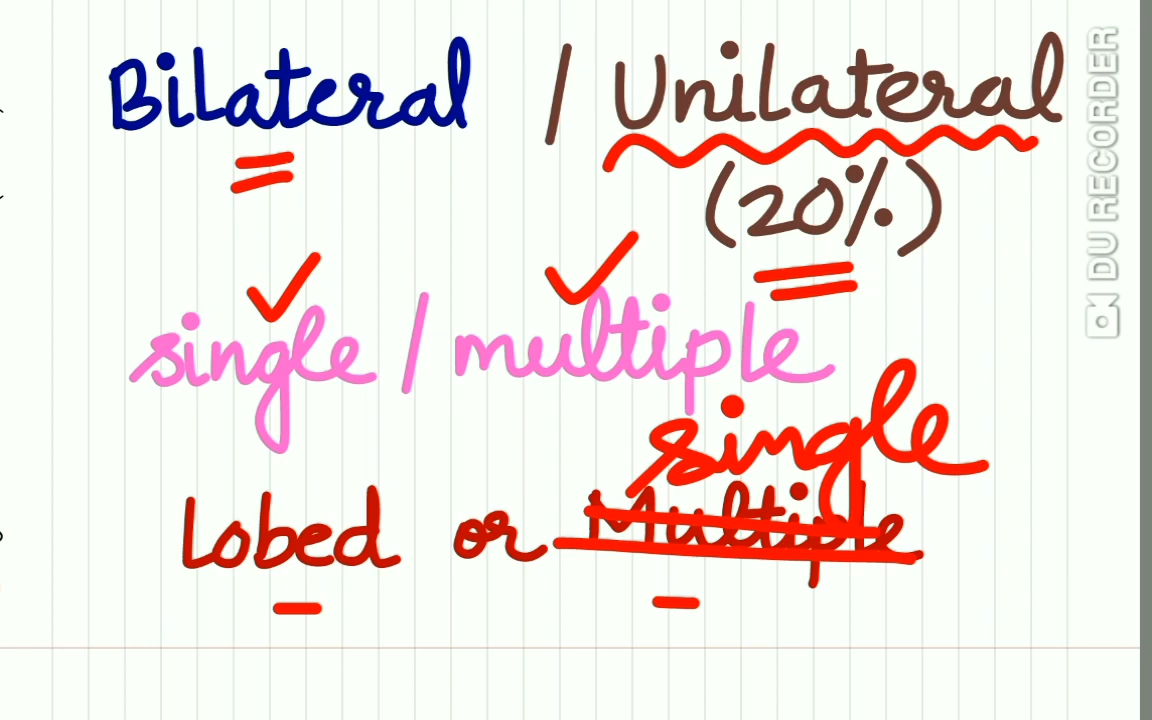 Bilateral / Unilateral
(20%)
single / multiple
single
Lobed or Multiple
DU RECORDER